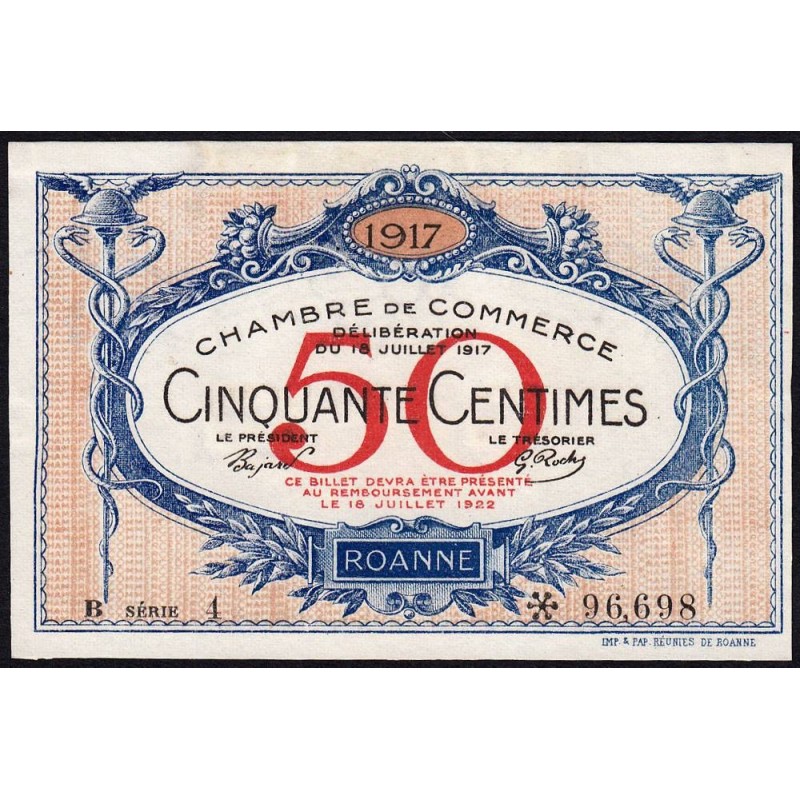 1917
CHAMBRE DE COMMERCE
DÉLIBÉRATION
DU 18 JUILLET 1917
50
CINQUANTE CENTIMES
LE PRÉSIDENT
LE TRÉSORIER
Bajard
G. Roche
CE BILLET DEVRA ÊTRE PRÉSENTÉ
AU REMBOURSEMENT AVANT
LE 18 JUILLET 1922
ROANNE
B SÉRIE 4
96,698
IMP. & PAP. RÉUNIES DE ROANNE